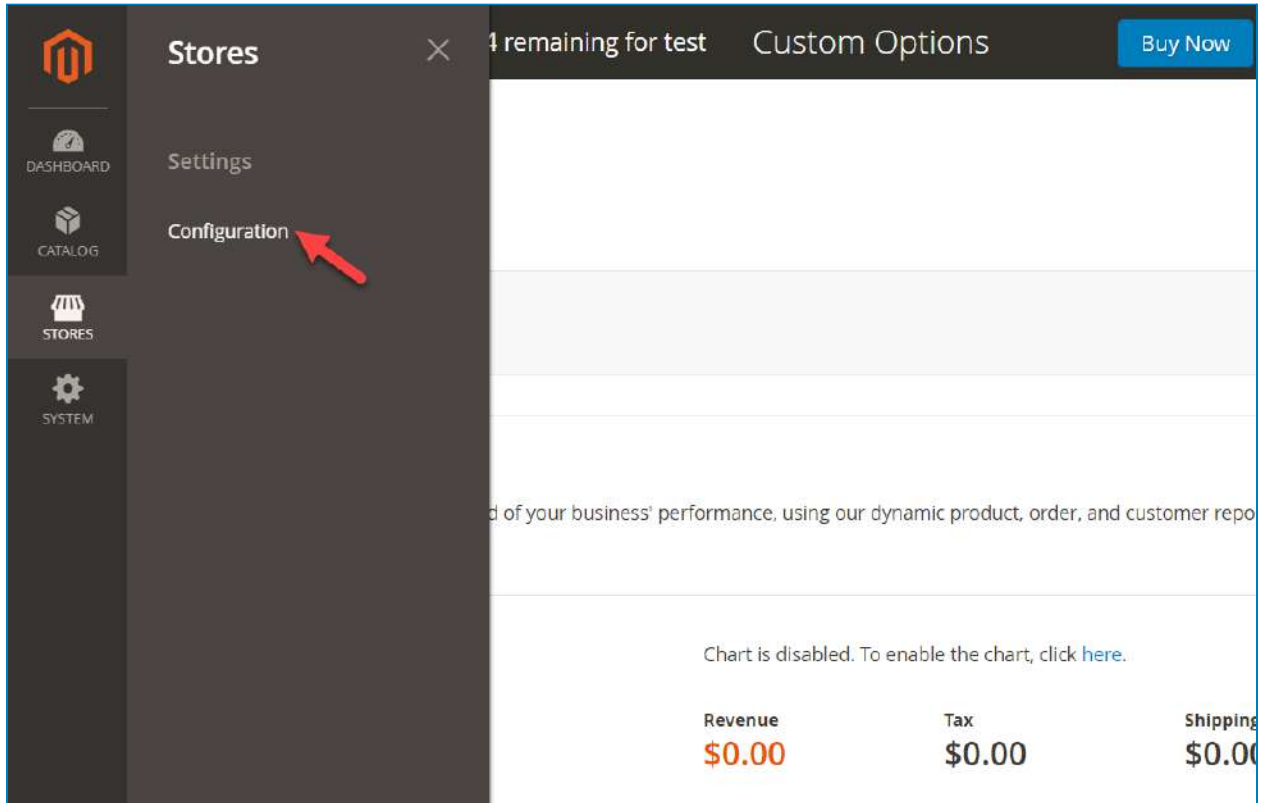 Stores
4 remaining for test
Custom Options
Buy Now
DASHBOARD
Settings
CATALOG
Configuration
STORES
SYSTEM
d of your business' performance, using our dynamic product, order, and customer repo
Chart is disabled. To enable the chart, click here.
Revenue
Tax
Shipping
$0.00
$0.00
$0.00